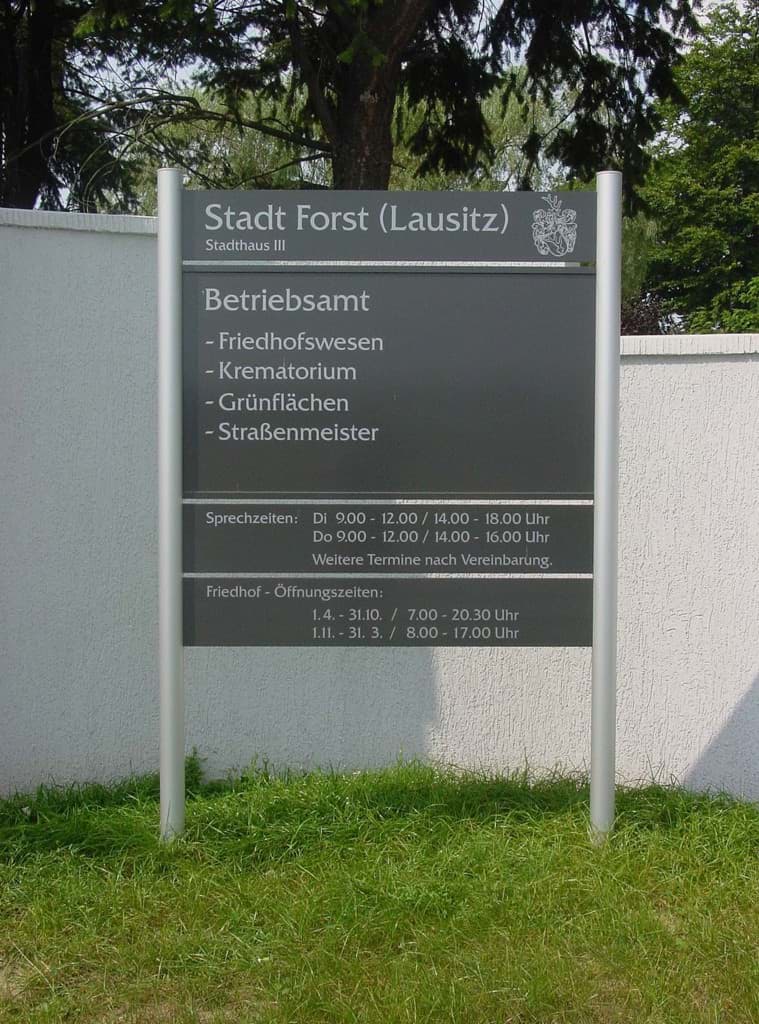 Stadt Forst (Lausitz)
Stadthaus III
Betriebsamt
- Friedhofswesen
- Krematorium
- Grünflächen
- Straßenmeister
Sprechzeiten: Di 9.00 - 12.00 / 14.00 - 18.00 Uhr
Do 9.00 - 12.00 / 14.00 - 16.00 Uhr
Weitere Termine nach Vereinbarung.
Friedhof - Öffnungszeiten:
1. 4. - 31.10. / 7.00 - 20.30 Uhr
1.11. - 31. 3. / 8.00 - 17.00 Uhr